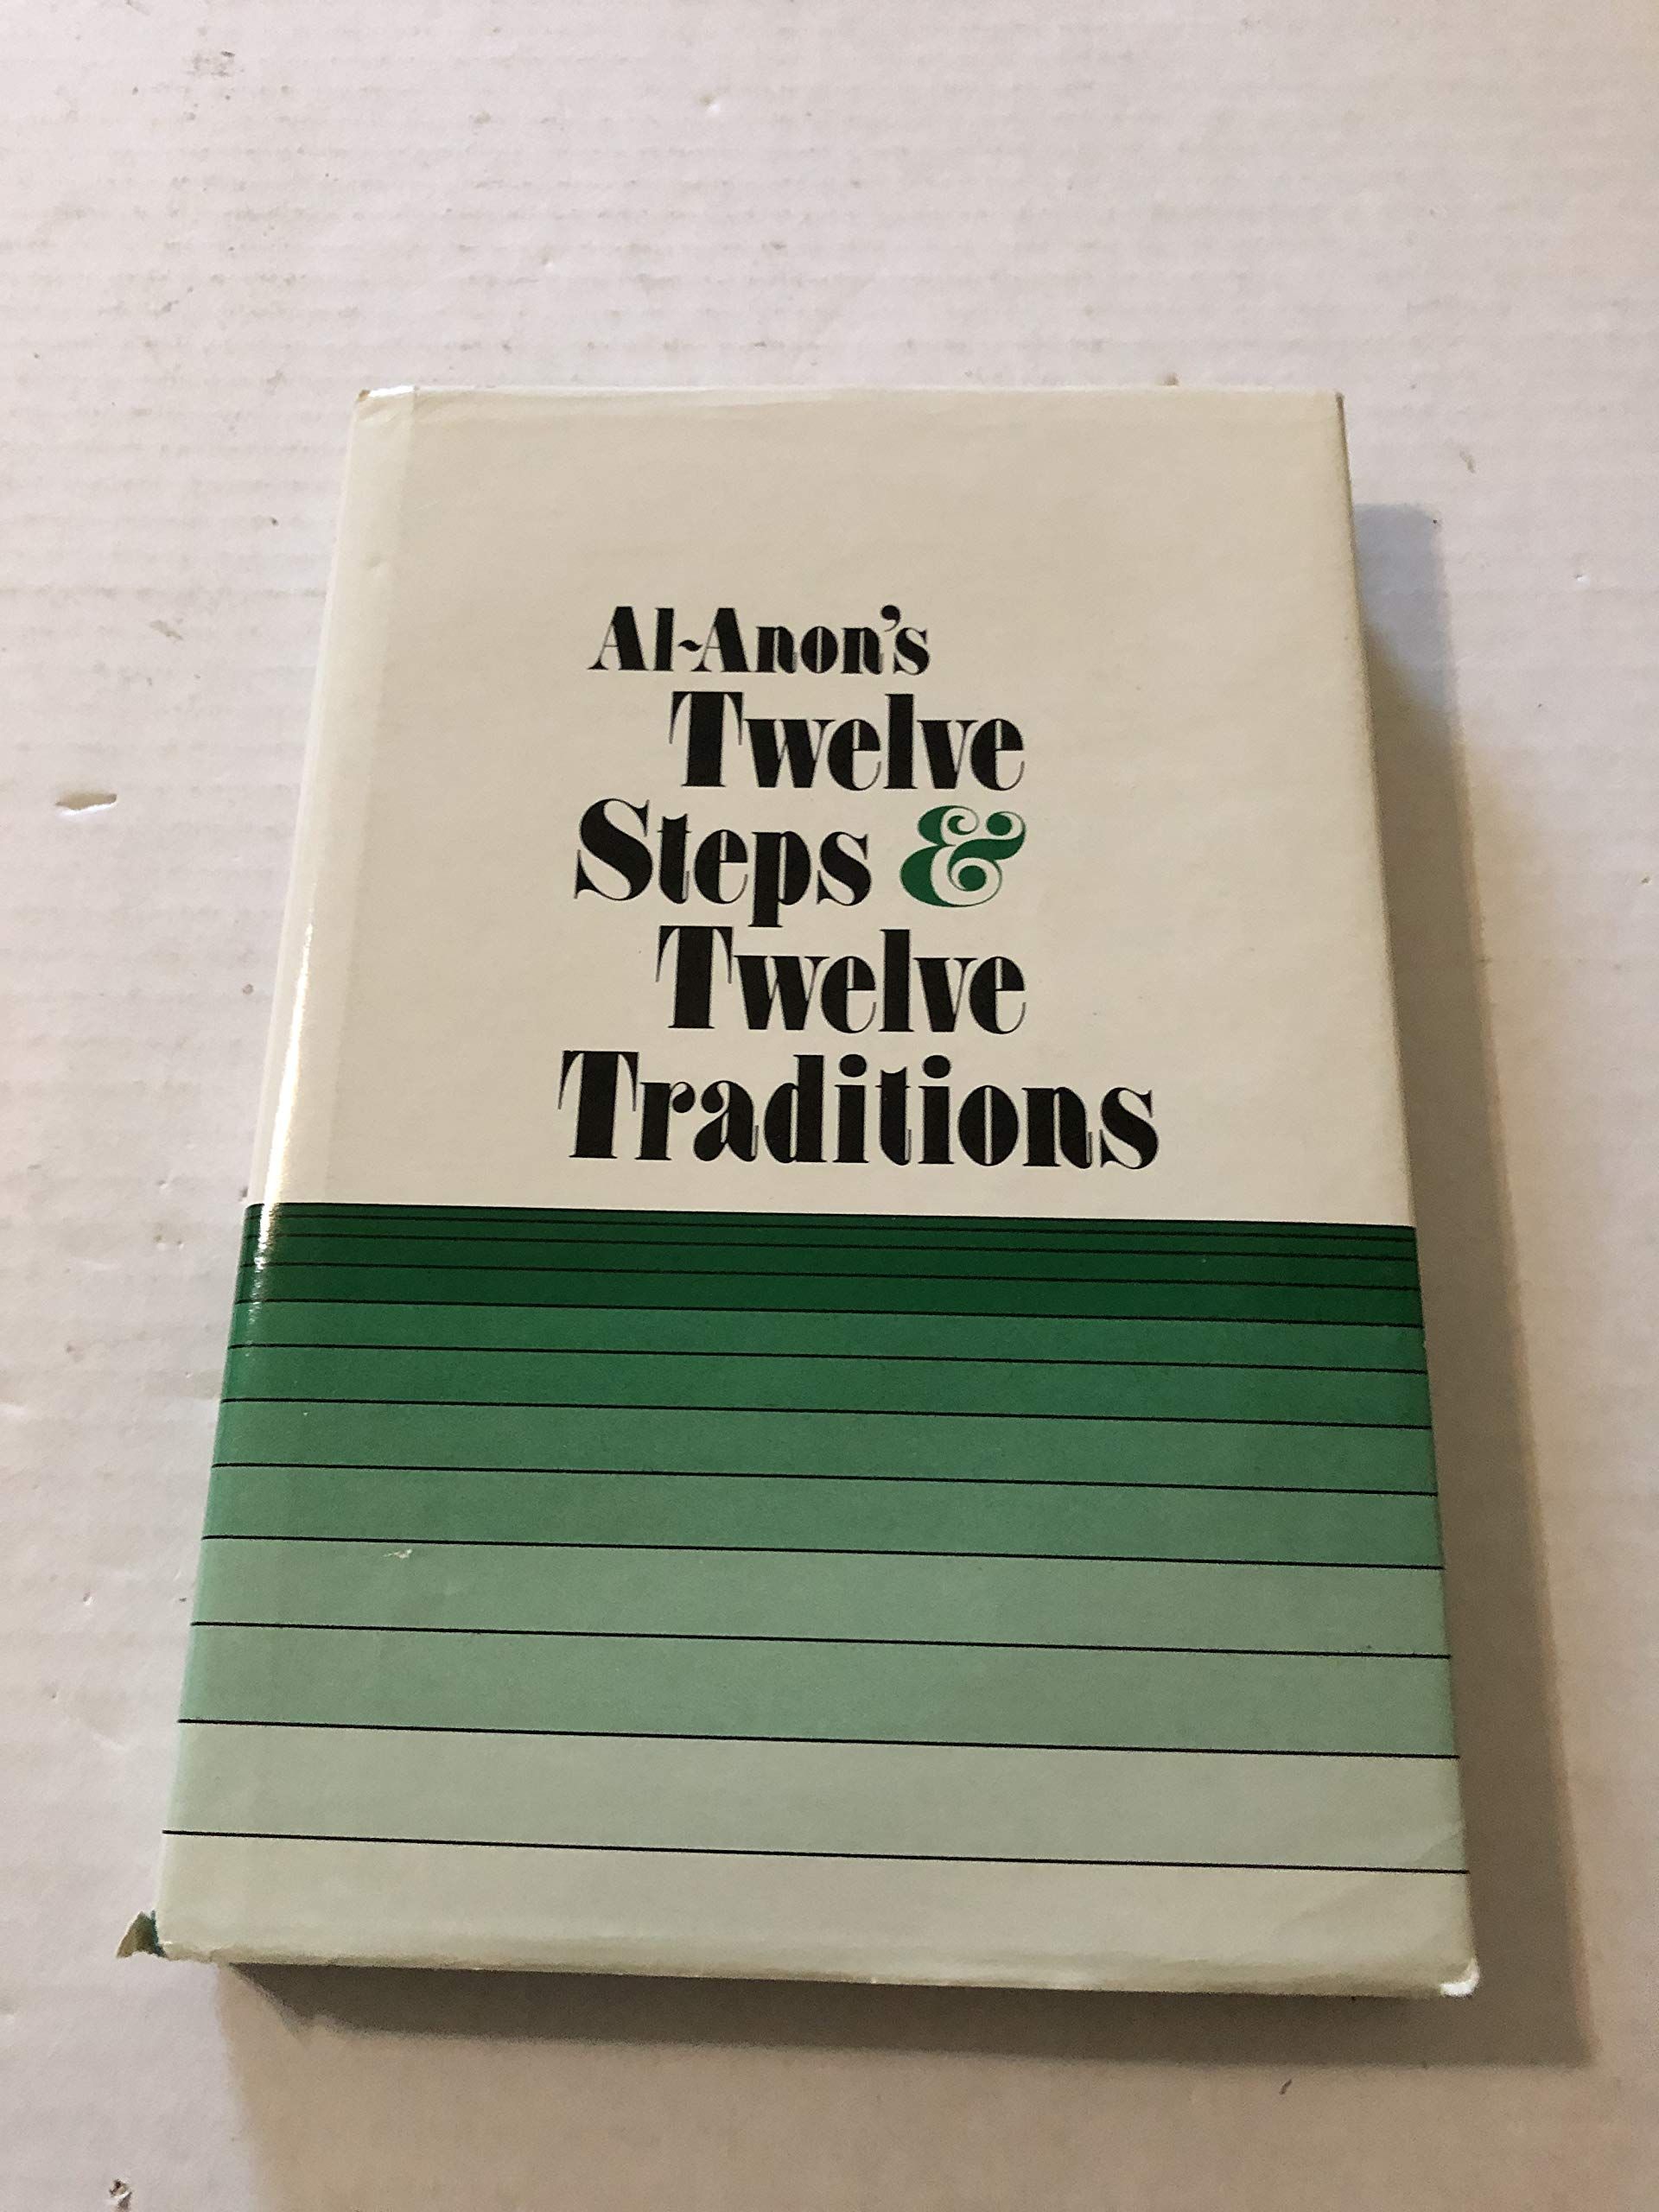 Al-Anon's
Twelve
Steps &
Twelve
Traditions